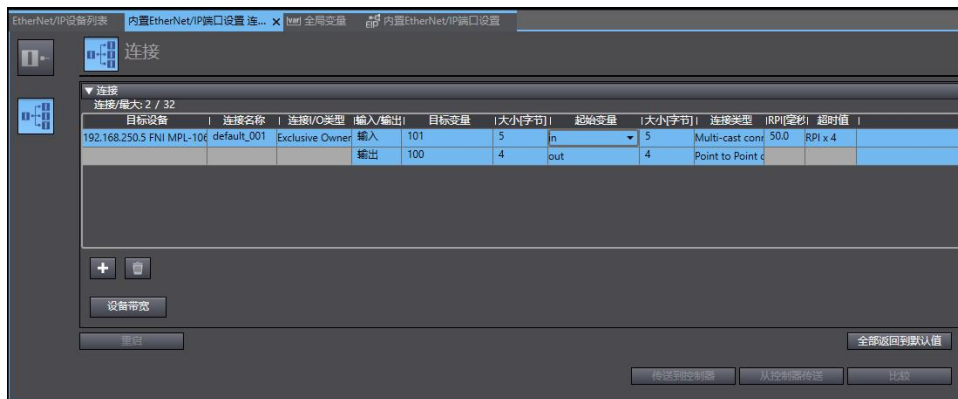 EtherNet/IP设备列表 内置EtherNet/IP端口设置 连... x 全局变量 EIP 内置EtherNet/IP端口设置
连接
▼连接
连接/最大: 2 / 32
目标设备 | 连接名称 | 连接I/O类型 |输入/输出| 目标变量 |大小[字节]| 起始变量 |大小[字节]| 连接类型 |RPI[毫秒]| 超时值 |
192.168.250.5 FNI MPL-106 default_001 Exclusive Owner 输入 101 5 in 5 Multi-cast conn 50.0 RPI x 4
输出 100 4 out 4 Point to Point c
+
设备带宽
重启 全部返回到默认值
传送到控制器 从控制器传送 比较